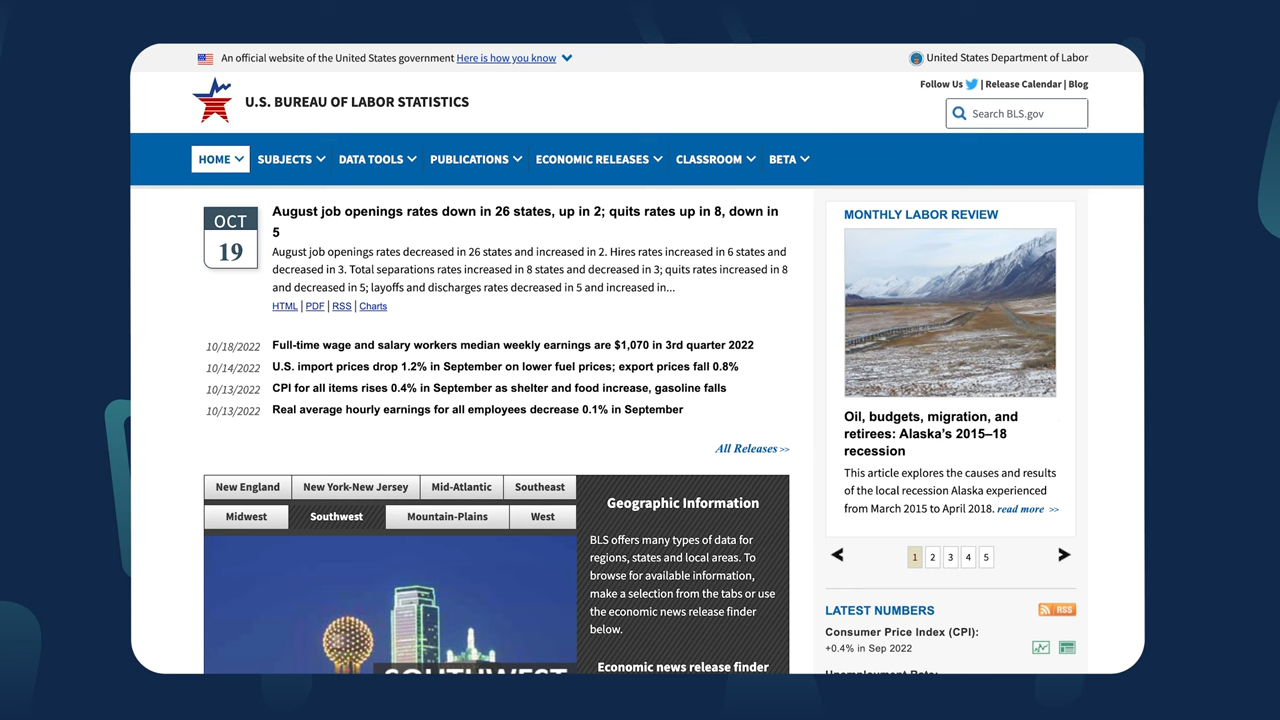 An official website of the United States government Here is how you know
United States Department of Labor
U.S. BUREAU OF LABOR STATISTICS
Follow Us | Release Calendar | Blog
Search BLS.gov
HOME SUBJECTS DATA TOOLS PUBLICATIONS ECONOMIC RELEASES CLASSROOM BETA
OCT
19
August job openings rates down in 26 states, up in 2; quits rates up in 8, down in
5
August job openings rates decreased in 26 states and increased in 2. Hires rates increased in 6 states and
decreased in 3. Total separations rates increased in 8 states and decreased in 3; quits rates increased in 8
and decreased in 5; layoffs and discharges rates decreased in 5 and increased in...
HTML | PDF | RSS | Charts
10/18/2022 Full-time wage and salary workers median weekly earnings are $1,070 in 3rd quarter 2022
10/14/2022 U.S. import prices drop 1.2% in September on lower fuel prices; export prices fall 0.8%
10/13/2022 CPI for all items rises 0.4% in September as shelter and food increase, gasoline falls
10/13/2022 Real average hourly earnings for all employees decrease 0.1% in September
All Releases >>
New England New York-New Jersey Mid-Atlantic Southeast
Midwest Southwest Mountain-Plains West
SOUTHWEST
Geographic Information
BLS offers many types of data for
regions, states and local areas. To
browse for available information,
make a selection from the tabs or use
the economic news release finder
below.
Economic news release finder
MONTHLY LABOR REVIEW
Oil, budgets, migration, and
retirees: Alaska's 2015–18
recession
This article explores the causes and results
of the local recession Alaska experienced
from March 2015 to April 2018. read more >>
1 2 3 4 5
LATEST NUMBERS
RSS
Consumer Price Index (CPI):
+0.4% in Sep 2022
Unemployment Rate: